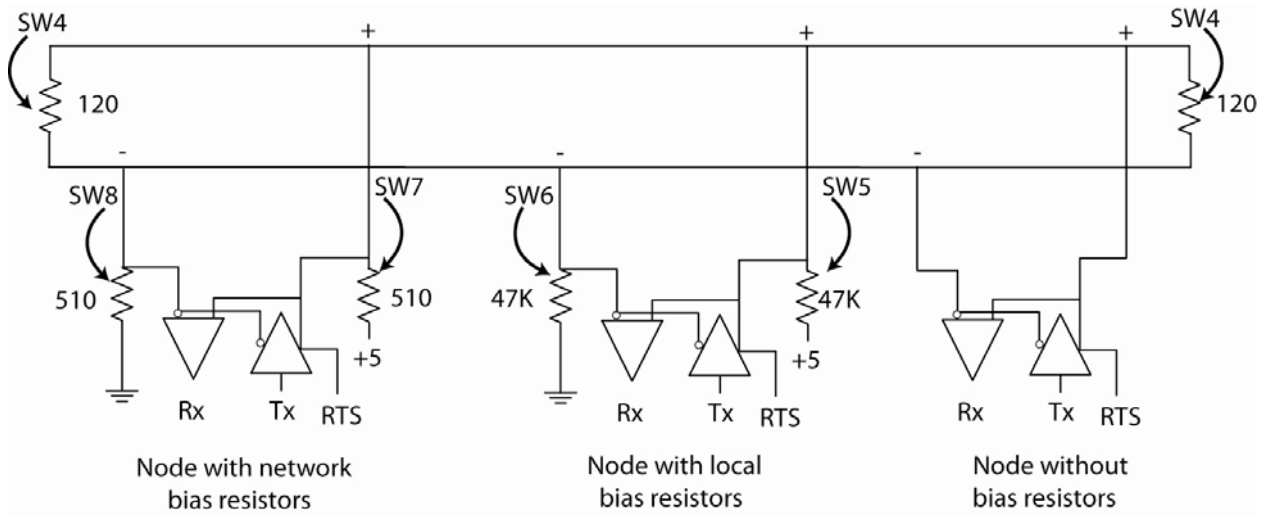 SW4
+
+
+
SW4
120
120
-
-
-
SW8
SW7
SW6
SW5
510
510
47K
47K
+5
+5
Rx
Tx
RTS
Rx
Tx
RTS
Rx
Tx
RTS
Node with network
bias resistors
Node with local
bias resistors
Node without
bias resistors